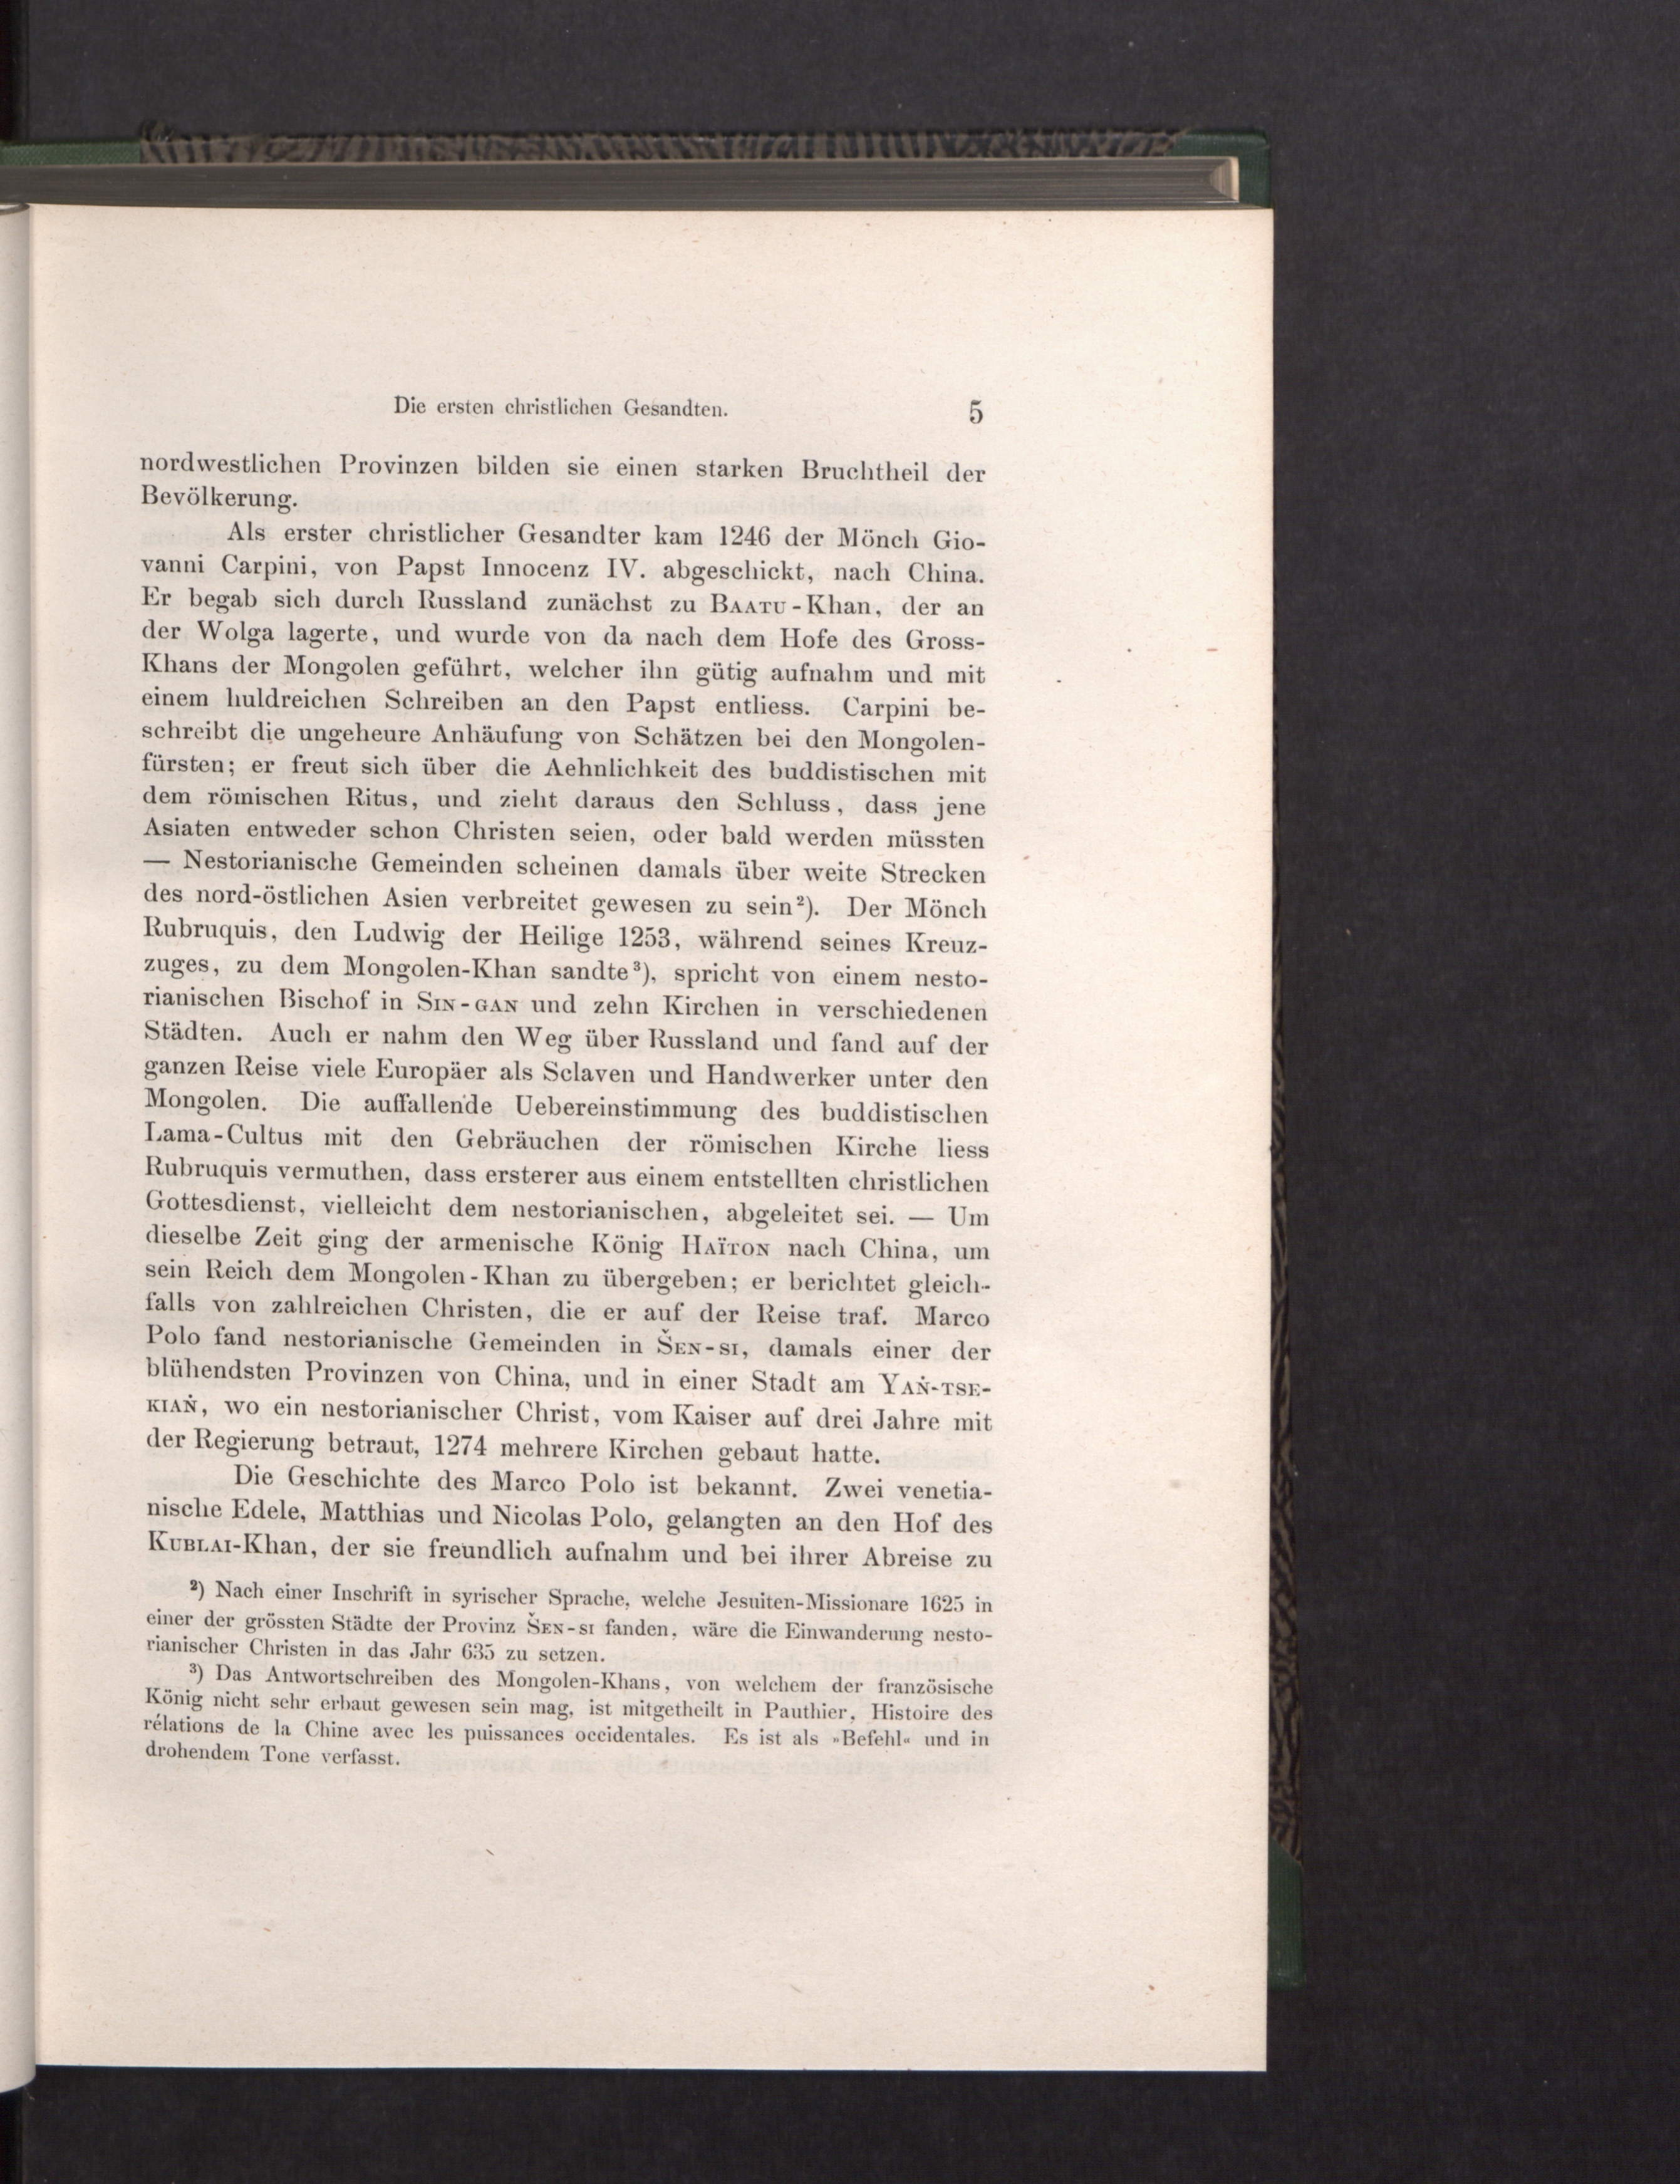 Die ersten christlichen Gesandten. 5
nordwestlichen Provinzen bilden sie einen starken Bruchtheil der
Bevölkerung.
Als erster christlicher Gesandter kam 1246 der Mönch Gio-
vanni Carpini, von Papst Innocenz IV. abgeschickt, nach China.
Er begab sich durch Russland zunächst zu BAATU-Khan, der an
der Wolga lagerte, und wurde von da nach dem Hofe des Gross-
Khans der Mongolen geführt, welcher ihn gütig aufnahm und mit
einem huldreichen Schreiben an den Papst entliess. Carpini be-
schreibt die ungeheure Anhäufung von Schätzen bei den Mongolen-
fürsten; er freut sich über die Aehnlichkeit des buddistischen mit
dem römischen Ritus, und zieht daraus den Schluss, dass jene
Asiaten entweder schon Christen seien, oder bald werden müssten
— Nestorianische Gemeinden scheinen damals über weite Strecken
des nord-östlichen Asien verbreitet gewesen zu sein²). Der Mönch
Rubruquis, den Ludwig der Heilige 1253, während seines Kreuz-
zuges, zu dem Mongolen-Khan sandte³), spricht von einem nesto-
rianischen Bischof in SIN-GAN und zehn Kirchen in verschiedenen
Städten. Auch er nahm den Weg über Russland und fand auf der
ganzen Reise viele Europäer als Sclaven und Handwerker unter den
Mongolen. Die auffallende Uebereinstimmung des buddistischen
Lama-Cultus mit den Gebräuchen der römischen Kirche liess
Rubruquis vermuthen, dass ersterer aus einem entstellten christlichen
Gottesdienst, vielleicht dem nestorianischen, abgeleitet sei. — Um
dieselbe Zeit ging der armenische König HAÏTON nach China, um
sein Reich dem Mongolen-Khan zu übergeben; er berichtet gleich-
falls von zahlreichen Christen, die er auf der Reise traf. Marco
Polo fand nestorianische Gemeinden in ŠEN-SI, damals einer der
blühendsten Provinzen von China, und in einer Stadt am YAṄ-TSE-
KIAṄ, wo ein nestorianischer Christ, vom Kaiser auf drei Jahre mit
der Regierung betraut, 1274 mehrere Kirchen gebaut hatte.
Die Geschichte des Marco Polo ist bekannt. Zwei venetia-
nische Edele, Matthias und Nicolas Polo, gelangten an den Hof des
KUBLAI-Khan, der sie freundlich aufnahm und bei ihrer Abreise zu
²) Nach einer Inschrift in syrischer Sprache, welche Jesuiten-Missionare 1625 in
einer der grössten Städte der Provinz ŠEN-SI fanden, wäre die Einwanderung nesto-
rianischer Christen in das Jahr 635 zu setzen.
³) Das Antwortschreiben des Mongolen-Khans, von welchem der französische
König nicht sehr erbaut gewesen sein mag, ist mitgetheilt in Pauthier, Histoire des
rélations de la Chine avec les puissances occidentales. Es ist als »Befehl« und in
drohendem Tone verfasst.